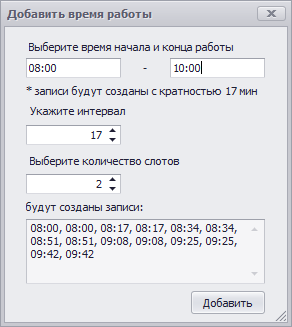 Добавить время работы
Выберите время начала и конца работы
08:00 - 10:00
* записи будут созданы с кратностью 17 мин
Укажите интервал
17
Выберите количество слотов
2
будут созданы записи:
08:00, 08:00, 08:17, 08:17, 08:34, 08:34,
08:51, 08:51, 09:08, 09:08, 09:25, 09:25,
09:42, 09:42
Добавить